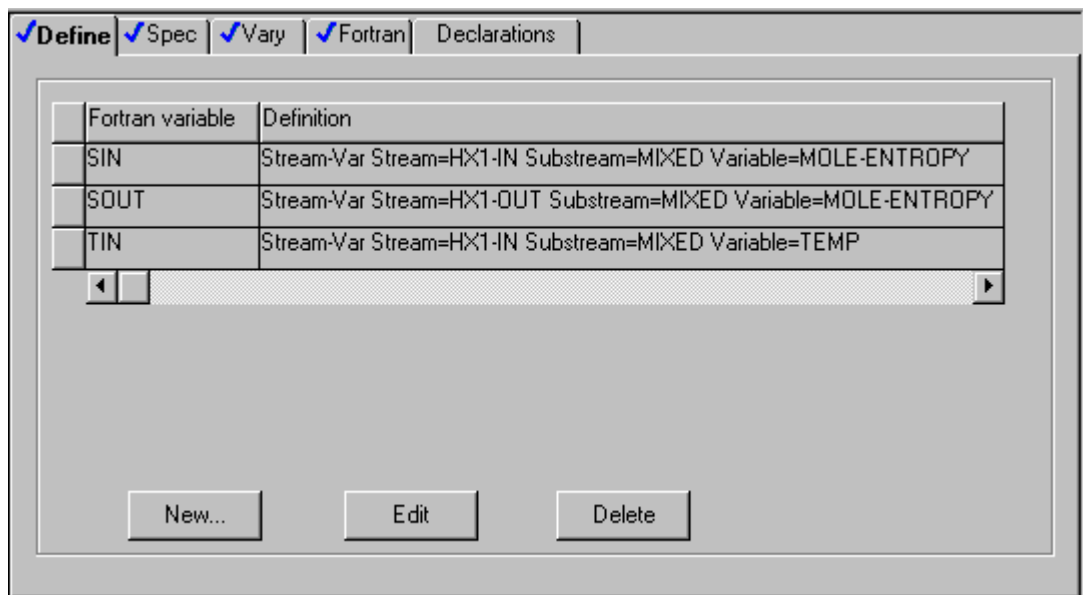 Define Spec Vary Fortran Declarations
Fortran variable Definition
SIN Stream-Var Stream=HX1-IN Substream=MIXED Variable=MOLE-ENTROPY
SOUT Stream-Var Stream=HX1-OUT Substream=MIXED Variable=MOLE-ENTROPY
TIN Stream-Var Stream=HX1-IN Substream=MIXED Variable=TEMP
New... Edit Delete